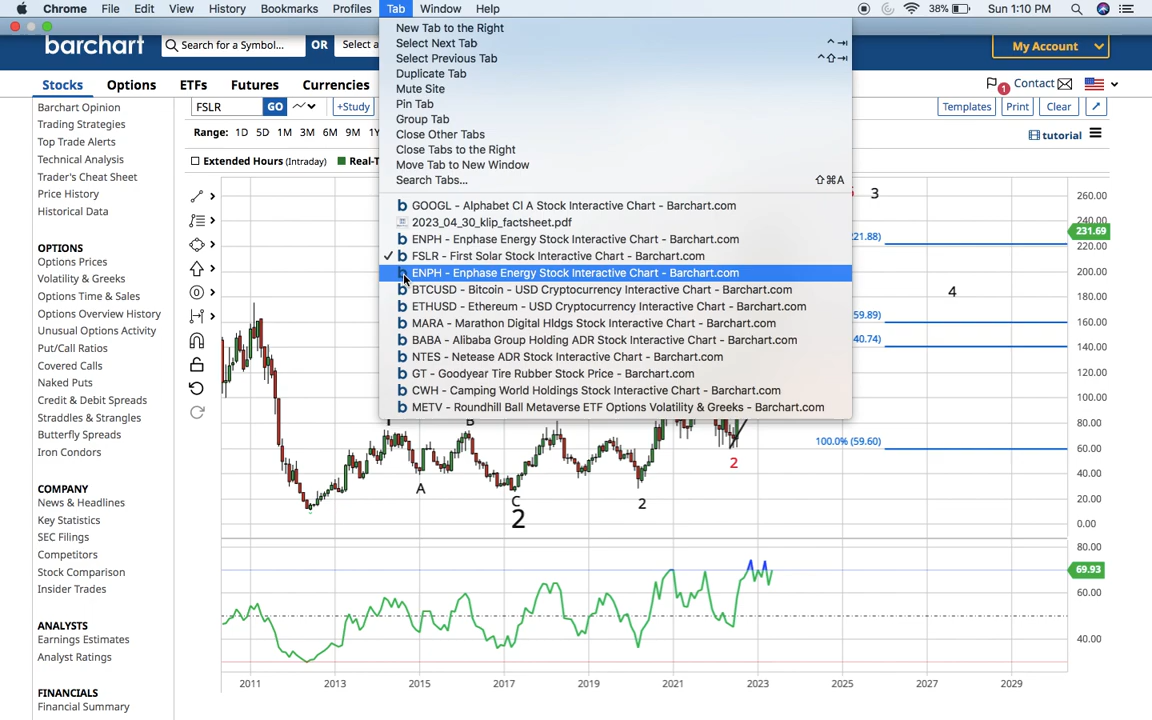 Chrome File Edit View History Bookmarks Profiles Tab Window Help 38% Sun 1:10 PM
barchart Search for a Symbol... OR Select a My Account
Stocks Options ETFs Futures Currencies Contact 1
Barchart Opinion
Trading Strategies
Top Trade Alerts
Technical Analysis
Trader's Cheat Sheet
Price History
Historical Data
OPTIONS
Options Prices
Volatility & Greeks
Options Time & Sales
Options Overview History
Unusual Options Activity
Put/Call Ratios
Covered Calls
Naked Puts
Credit & Debit Spreads
Straddles & Strangles
Butterfly Spreads
Iron Condors
COMPANY
News & Headlines
Key Statistics
SEC Filings
Competitors
Stock Comparison
Insider Trades
ANALYSTS
Earnings Estimates
Analyst Ratings
FINANCIALS
Financial Summary
FSLR GO +Study Templates Print Clear
Range: 1D 5D 1M 3M 6M 9M 1Y tutorial
Extended Hours (Intraday) Real-T
New Tab to the Right
Select Next Tab
Select Previous Tab
Duplicate Tab
Mute Site
Pin Tab
Group Tab
Close Other Tabs
Close Tabs to the Right
Move Tab to New Window
Search Tabs... ⇧⌘A
GOOGL - Alphabet Cl A Stock Interactive Chart - Barchart.com
2023_04_30_klip_factsheet.pdf
ENPH - Enphase Energy Stock Interactive Chart - Barchart.com
FSLR - First Solar Stock Interactive Chart - Barchart.com
ENPH - Enphase Energy Stock Interactive Chart - Barchart.com
BTCUSD - Bitcoin - USD Cryptocurrency Interactive Chart - Barchart.com
ETHUSD - Ethereum - USD Cryptocurrency Interactive Chart - Barchart.com
MARA - Marathon Digital Hldgs Stock Interactive Chart - Barchart.com
BABA - Alibaba Group Holding ADR Stock Interactive Chart - Barchart.com
NTES - Netease ADR Stock Interactive Chart - Barchart.com
GT - Goodyear Tire Rubber Stock Price - Barchart.com
CWH - Camping World Holdings Stock Interactive Chart - Barchart.com
METV - Roundhill Ball Metaverse ETF Options Volatility & Greeks - Barchart.com
3
21.88)
4
59.89)
40.74)
100.0% (59.60)
B
A
C
2
2
2
260.00
240.00
231.69
220.00
200.00
180.00
160.00
140.00
120.00
100.00
80.00
60.00
40.00
20.00
0.00
80.00
69.93
60.00
40.00
2011 2013 2015 2017 2019 2021 2023 2025 2027 2029